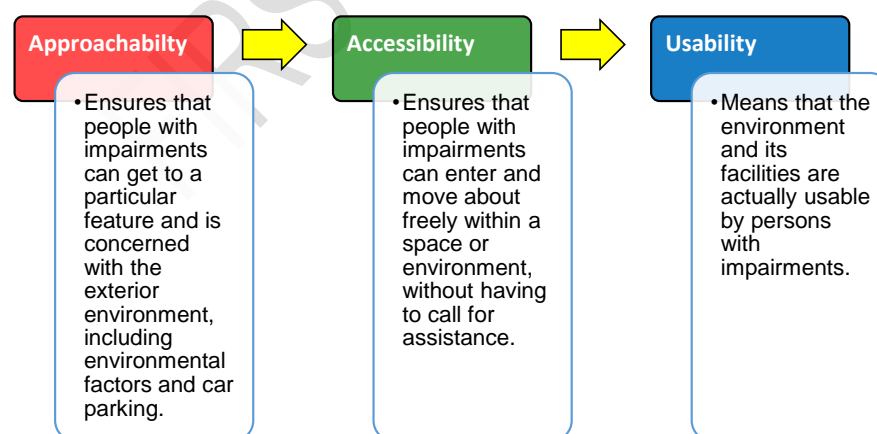 Approachabilty
•Ensures that
people with
impairments
can get to a
particular
feature and is
concerned
with the
exterior
environment,
including
environmental
factors and car
parking.
Accessibility
•Ensures that
people with
impairments
can enter and
move about
freely within a
space or
environment,
without having
to call for
assistance.
Usability
•Means that the
environment
and its
facilities are
actually usable
by persons
with
impairments.